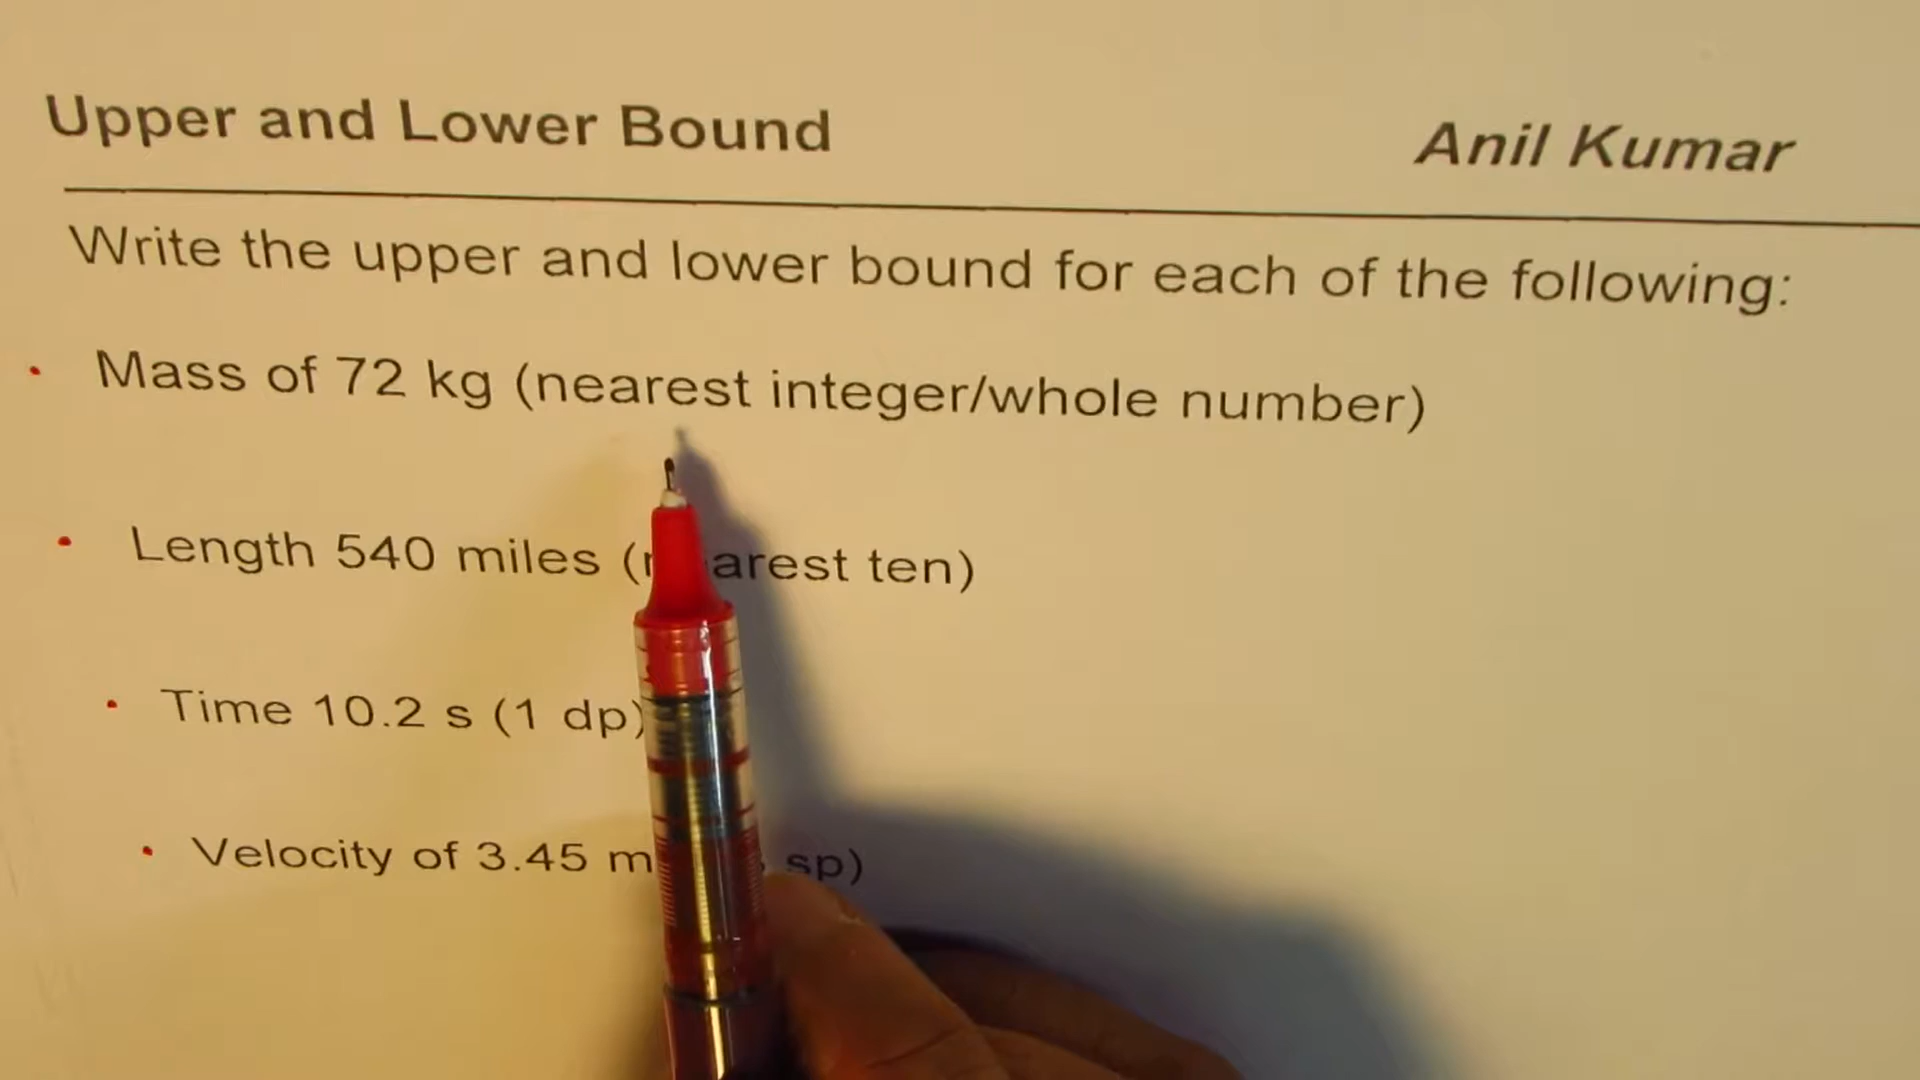 Upper and Lower Bound
Anil Kumar
Write the upper and lower bound for each of the following:
• Mass of 72 kg (nearest integer/whole number)
• Length 540 miles ( arest ten)
• Time 10.2 s (1 dp)
• Velocity of 3.45 m sp)